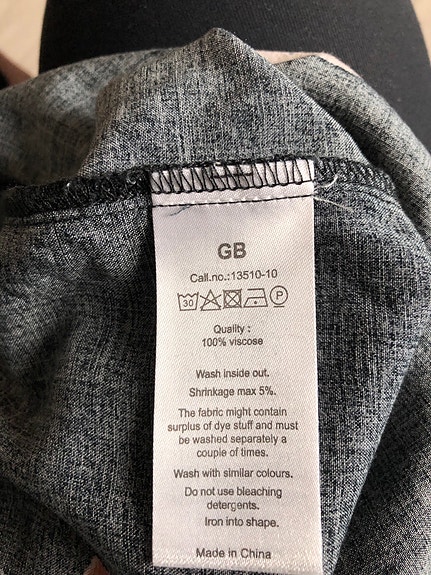 GB
Call.no.:13510-10
30 P
Quality :
100% viscose
Wash inside out.
Shrinkage max 5%.
The fabric might contain
surplus of dye stuff and must
be washed separately a
couple of times.
Wash with similar colours.
Do not use bleaching
detergents.
Iron into shape.
Made in China